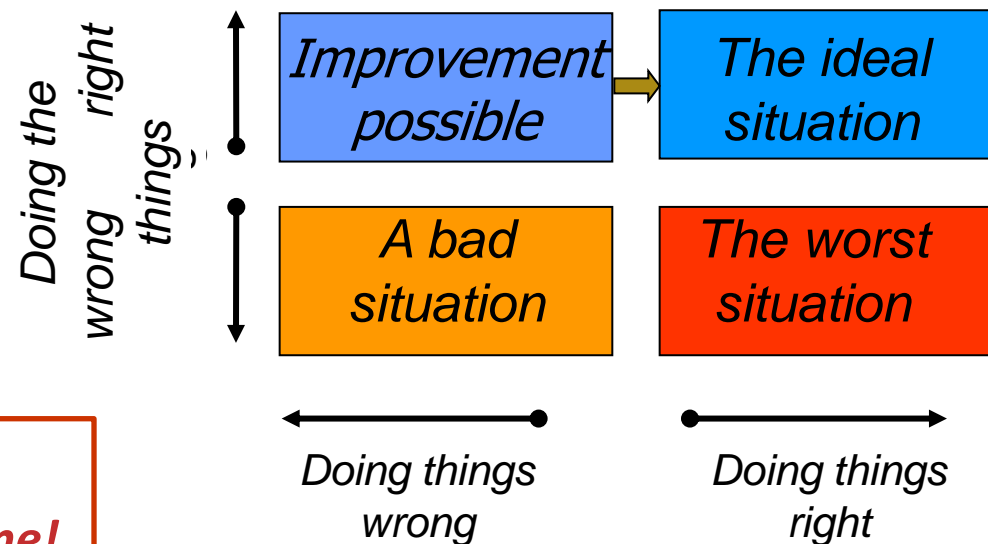 Doing the
right
wrong
things
Improvement
possible
The ideal
situation
A bad
situation
The worst
situation
Doing things
wrong
Doing things
right